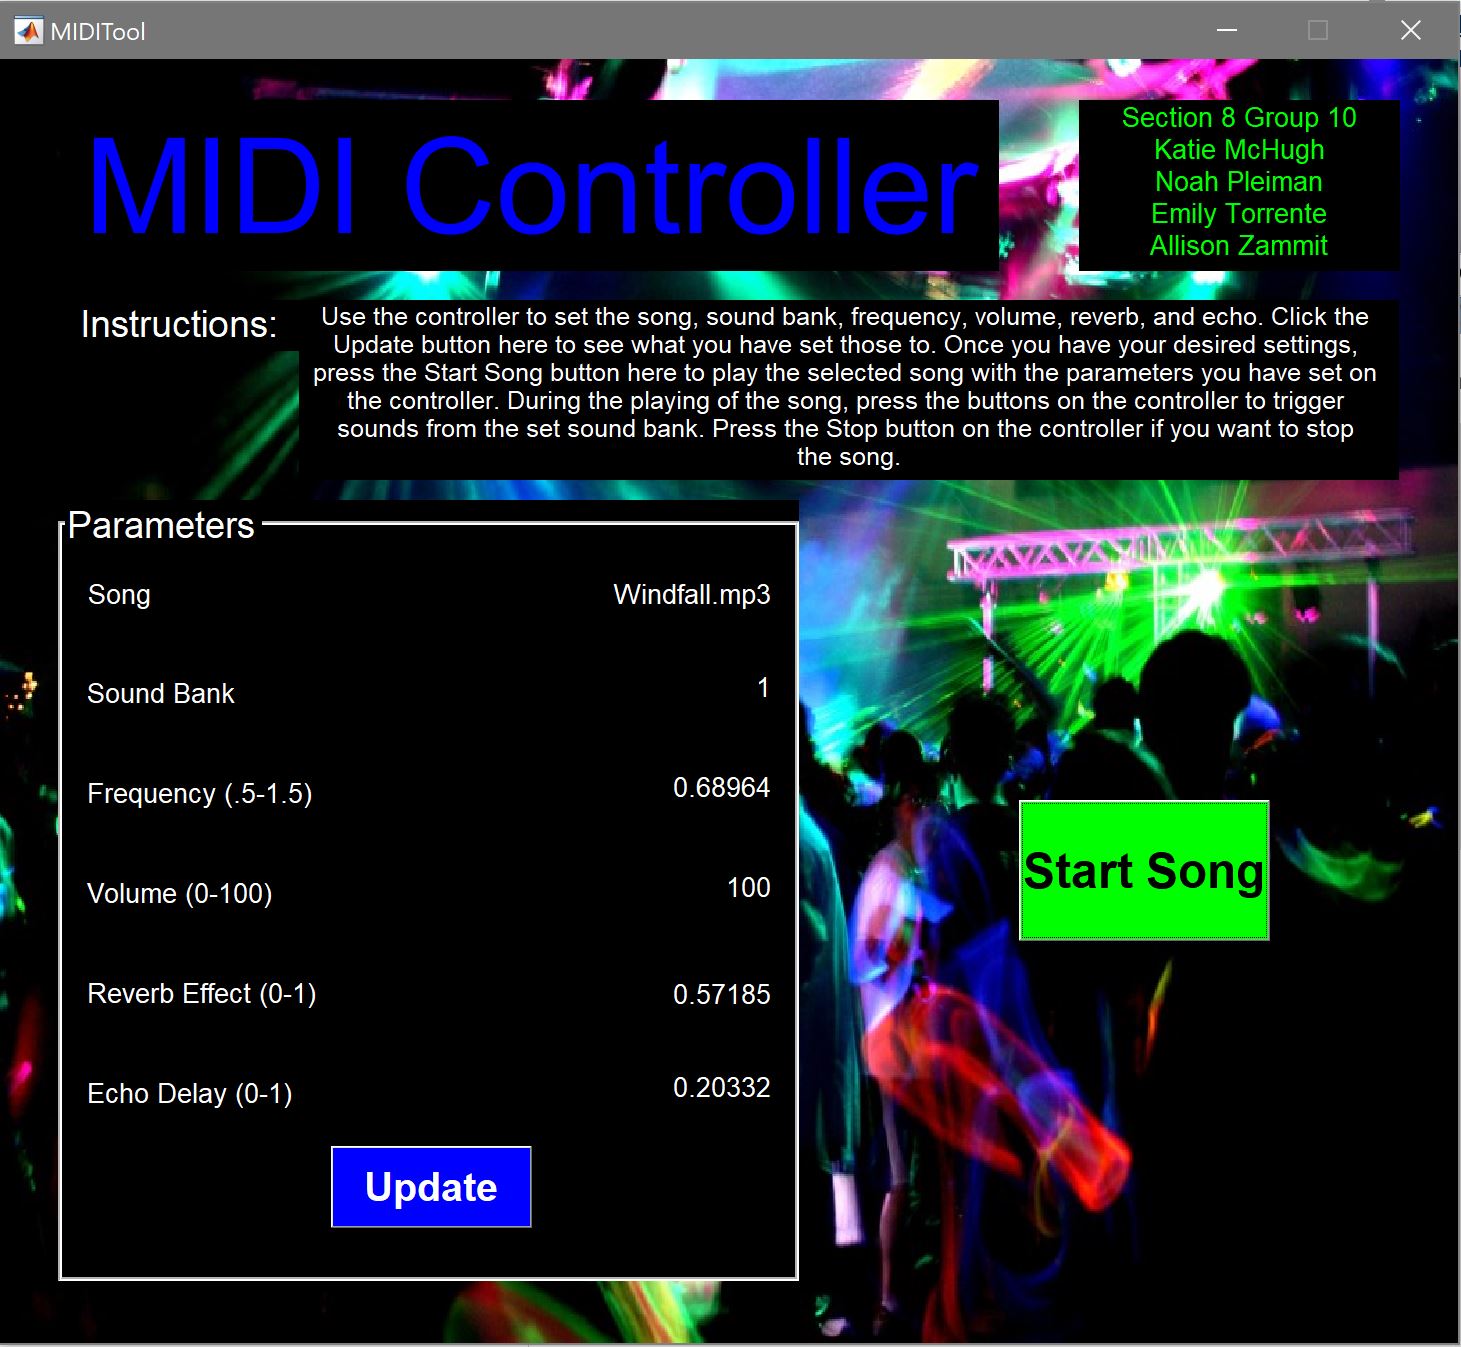 MIDITool
MIDI Controller
Section 8 Group 10
Katie McHugh
Noah Pleiman
Emily Torrente
Allison Zammit
Instructions:
Use the controller to set the song, sound bank, frequency, volume, reverb, and echo. Click the
Update button here to see what you have set those to. Once you have your desired settings,
press the Start Song button here to play the selected song with the parameters you have set on
the controller. During the playing of the song, press the buttons on the controller to trigger
sounds from the set sound bank. Press the Stop button on the controller if you want to stop
the song.
Parameters
Song Windfall.mp3
Sound Bank 1
Frequency (.5-1.5) 0.68964
Volume (0-100) 100
Reverb Effect (0-1) 0.57185
Echo Delay (0-1) 0.20332
Update
Start Song